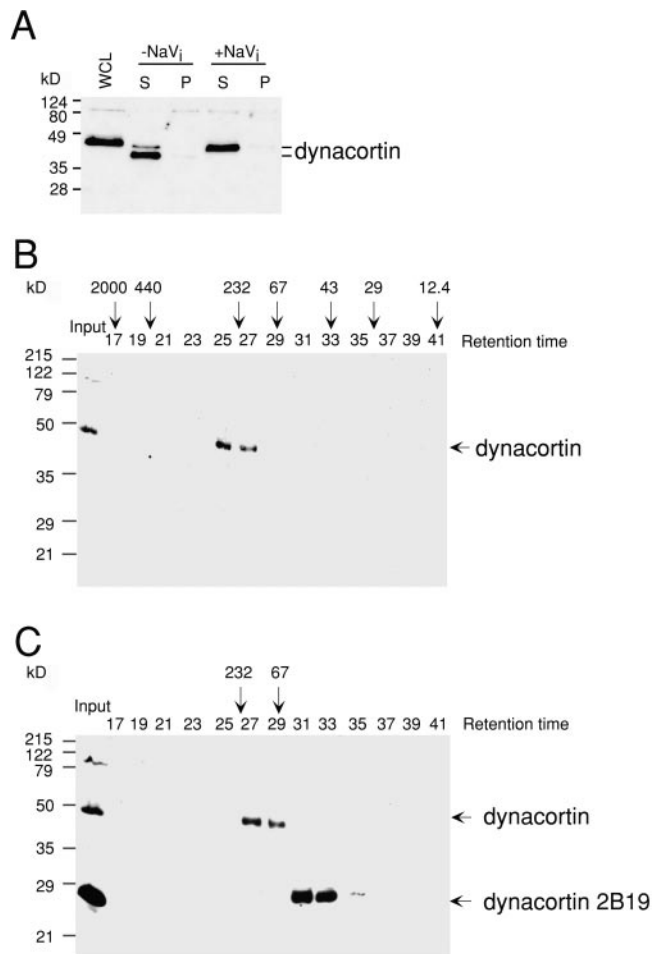 A
-NaVi +NaVi
WCL
kD S P S P
124
80
49
dynacortin
35
28
B
kD 2000 440 232 67 43 29 12.4
Input 17 19 21 23 25 27 29 31 33 35 37 39 41 Retention time
215
122
79
50
dynacortin
35
29
21
C
kD 232 67
Input 17 19 21 23 25 27 29 31 33 35 37 39 41 Retention time
215
122
79
50
dynacortin
35
29
dynacortin 2B19
21